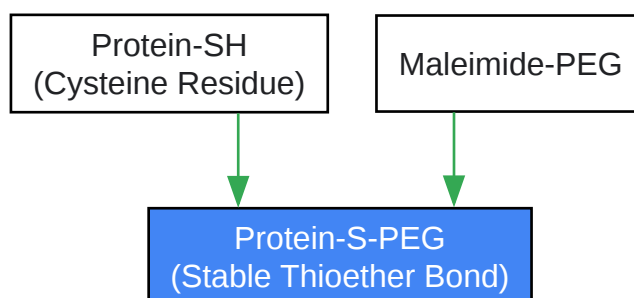 Protein-SH
(Cysteine Residue)
Maleimide-PEG
Protein-S-PEG
(Stable Thioether Bond)